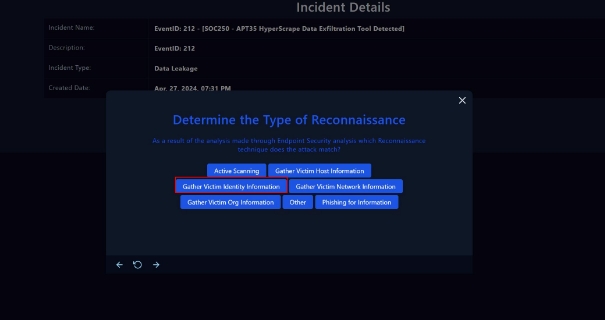 Incident Details
Incident Name: EventID: 212 - [SOC250 - APT35 HyperScrape Data Exfiltration Tool Detected]
Description: EventID: 212
Incident Type: Data Leakage
Created Date: Apr, 27, 2024, 07:31 PM
Determine the Type of Reconnaissance
As a result of the analysis made through Endpoint Security analysis which Reconnaissance
technique does the attack match?
Active Scanning Gather Victim Host Information
Gather Victim Identity Information Gather Victim Network Information
Gather Victim Org Information Other Phishing for Information